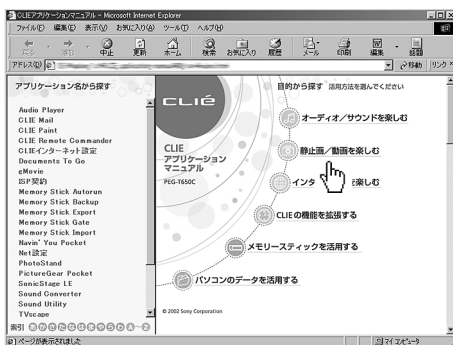 CLIEアプリケーションマニュアル - Microsoft Internet Explorer
ファイル(F) 編集(E) 表示(V) お気に入り(A) ツール(T) ヘルプ(H)
戻る 進む 中止 更新 ホーム 検索 お気に入り 履歴 メール 印刷 編集 話題
アドレス(D) 移動 リンク
アプリケーション名から探す
Audio Player
CLIE Mail
CLIE Paint
CLIE Remote Commander
CLIEインターネット設定
Documents To Go
eMovie
ISP契約
Memory Stick Autorun
Memory Stick Backup
Memory Stick Export
Memory Stick Gate
Memory Stick Import
Navin' You Pocket
Net設定
PhotoStand
PictureGear Pocket
SonicStage LE
Sound Converter
Sound Utility
TVscape
索引 あ か さ た な は ま や ら わ A～Z
CLIÉ
CLIE
アプリケーション
マニュアル
PEG-T650C
目的から探す 活用方法を選んでください
オーディオ／サウンドを楽しむ
静止画／動画を楽しむ
インタ を楽しむ
CLIEの機能を拡張する
メモリースティックを活用する
パソコンのデータを活用する
© 2002 Sony Corporation
ページが表示されました マイ コンピュータ